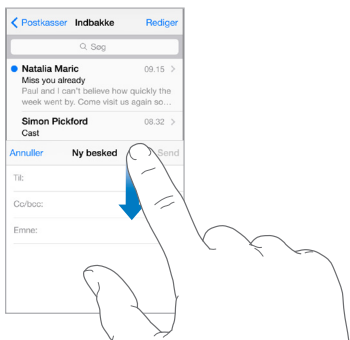 Postkasser Indbakke Rediger
Søg
Natalia Maric 09.15
Miss you already
Paul and I can't believe how quickly the
week went by. Come visit us again so...
Simon Pickford 08.32
Cast
Annuller Ny besked Send
Til:
Cc/bcc:
Emne: